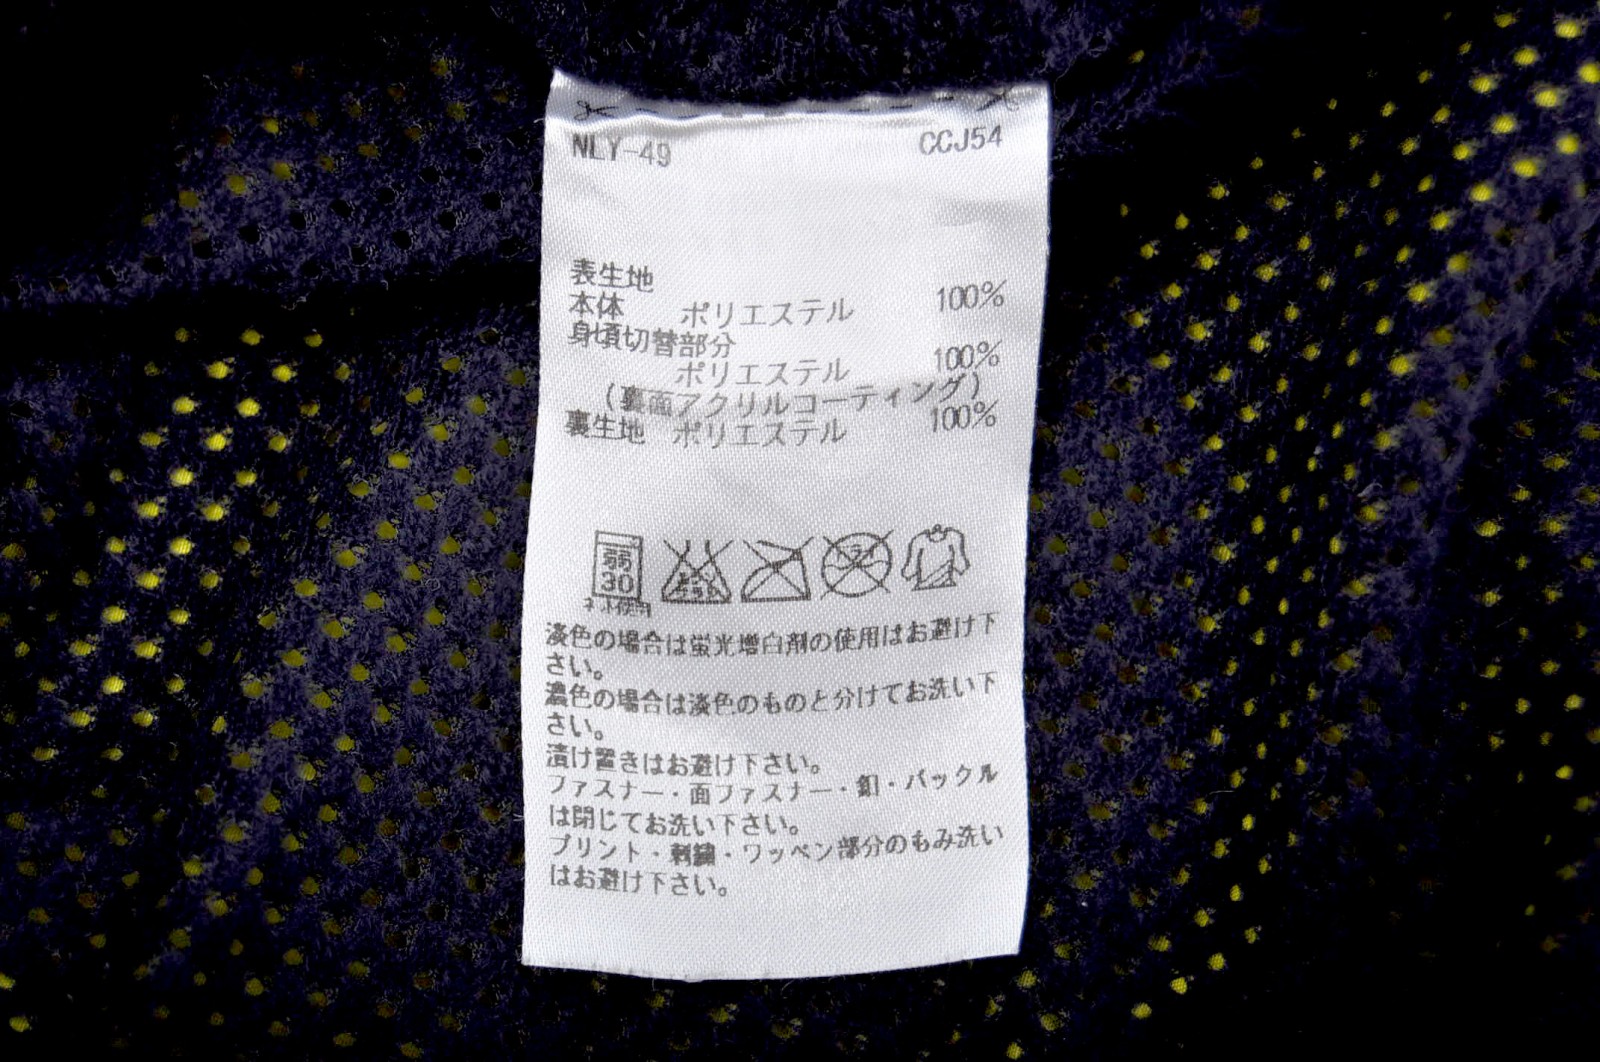 NLY-49 CCJ54
表生地
本体 ポリエステル 100%
身頃切替部分
ポリエステル 100%
(裏面アクリルコーティング)
裏生地 ポリエステル 100%
弱
30
ネット使用
淡色の場合は蛍光増白剤の使用はお避け下
さい。
濃色の場合は淡色のものと分けてお洗い下
さい。
漬け置きはお避け下さい。
ファスナー・面ファスナー・釦・バックル
は閉じてお洗い下さい。
プリント・刺繍・ワッペン部分のもみ洗い
はお避け下さい。